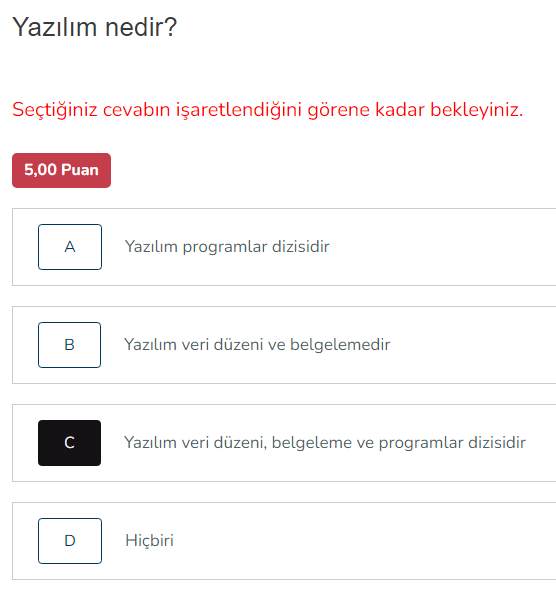 Yazılım nedir?
Seçtiğiniz cevabın işaretlendiğini görene kadar bekleyiniz.
5,00 Puan
A Yazılım programlar dizisidir
B Yazılım veri düzeni ve belgelemedir
C Yazılım veri düzeni, belgeleme ve programlar dizisidir
D Hiçbiri